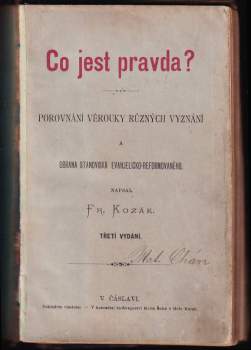 Co jest pravda?
POROVNÁNÍ VĚROUKY RŮZNÝCH VYZNÁNÍ
A
OBRANA STANOVISKA EVANJELICKO-REFORMOVANÉHO.
NAPSAL
FR. KOZÁK.
TŘETÍ VYDÁNÍ.
V ČÁSLAVI.